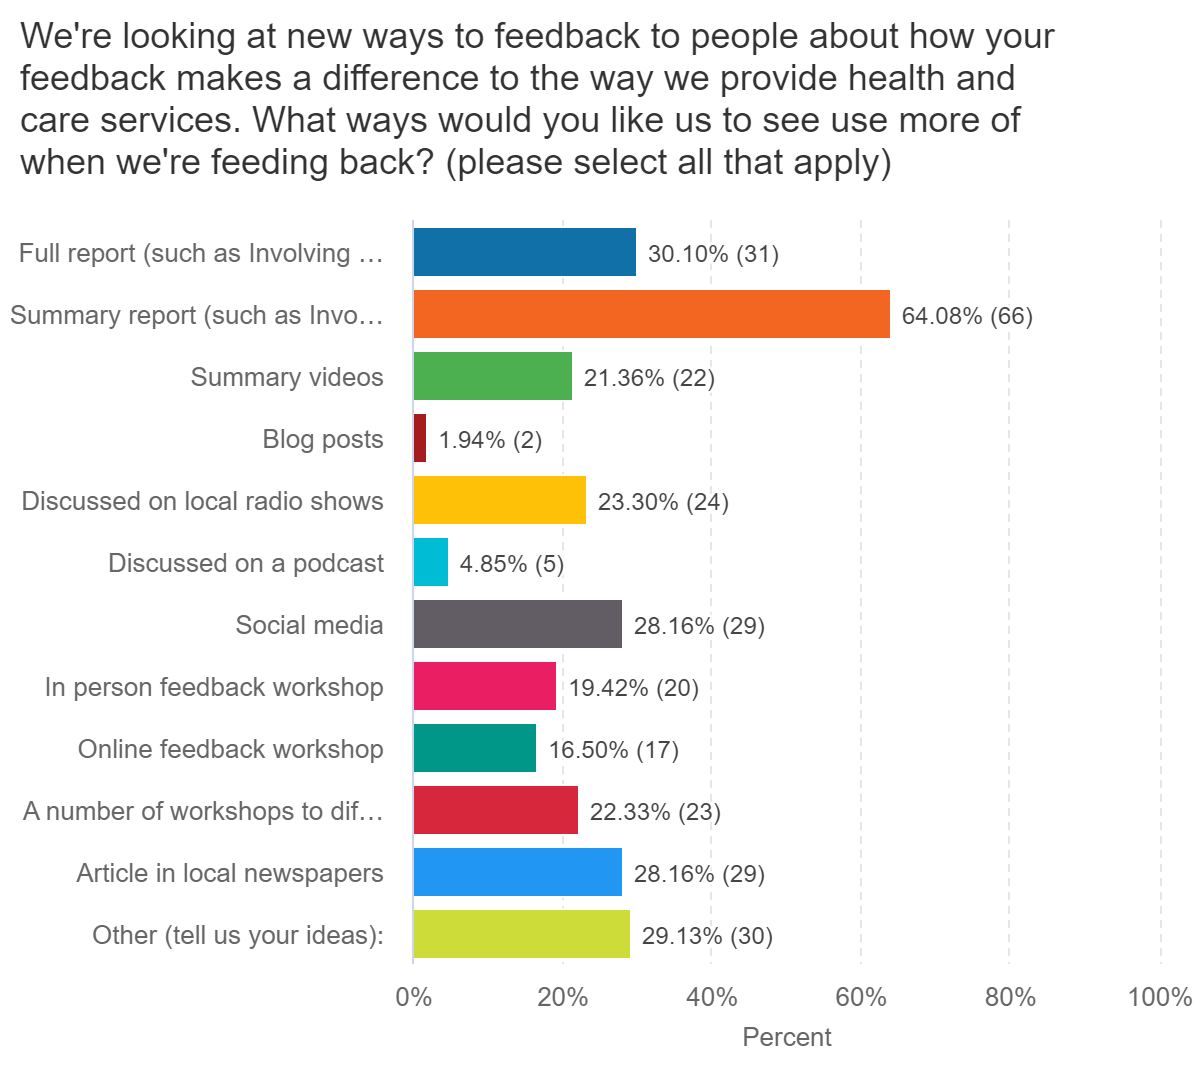 We're looking at new ways to feedback to people about how your
feedback makes a difference to the way we provide health and
care services. What ways would you like us to see use more of
when we're feeding back? (please select all that apply)
Full report (such as Involving …
30.10% (31)
Summary report (such as Invo…
64.08% (66)
Summary videos
21.36% (22)
Blog posts
1.94% (2)
Discussed on local radio shows
23.30% (24)
Discussed on a podcast
4.85% (5)
Social media
28.16% (29)
In person feedback workshop
19.42% (20)
Online feedback workshop
16.50% (17)
A number of workshops to dif…
22.33% (23)
Article in local newspapers
28.16% (29)
Other (tell us your ideas):
29.13% (30)
0% 20% 40% 60% 80% 100%
Percent